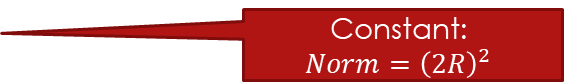 Constant:
Norm = (2R)²